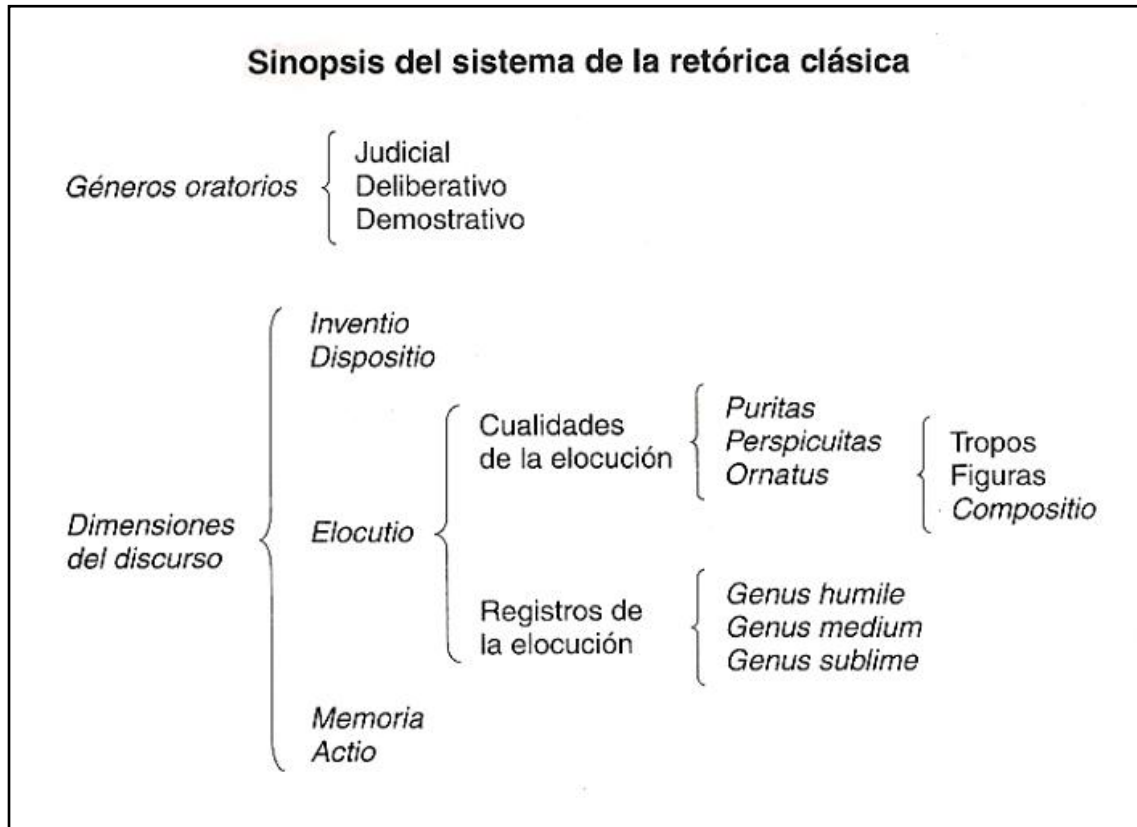 Sinopsis del sistema de la retórica clásica
Géneros oratorios
Judicial
Deliberativo
Demostrativo
Dimensiones
del discurso
Inventio
Dispositio
Elocutio
Cualidades
de la elocución
Puritas
Perspicuitas
Ornatus
Tropos
Figuras
Compositio
Registros de
la elocución
Genus humile
Genus medium
Genus sublime
Memoria
Actio